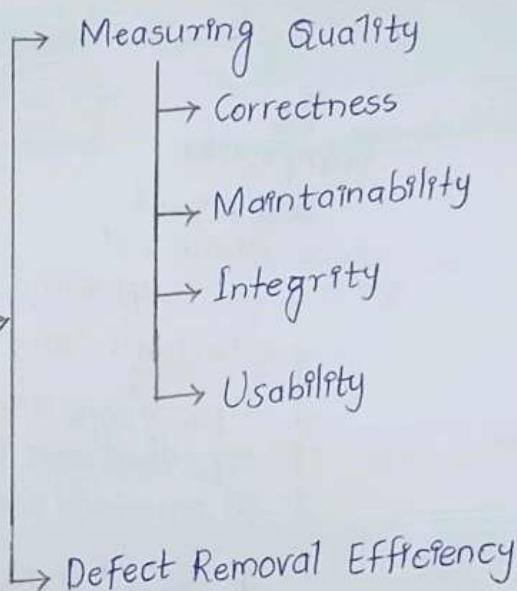 Measuring Quality
Correctness
Maintainability
Integrity
Usability
Defect Removal Efficiency